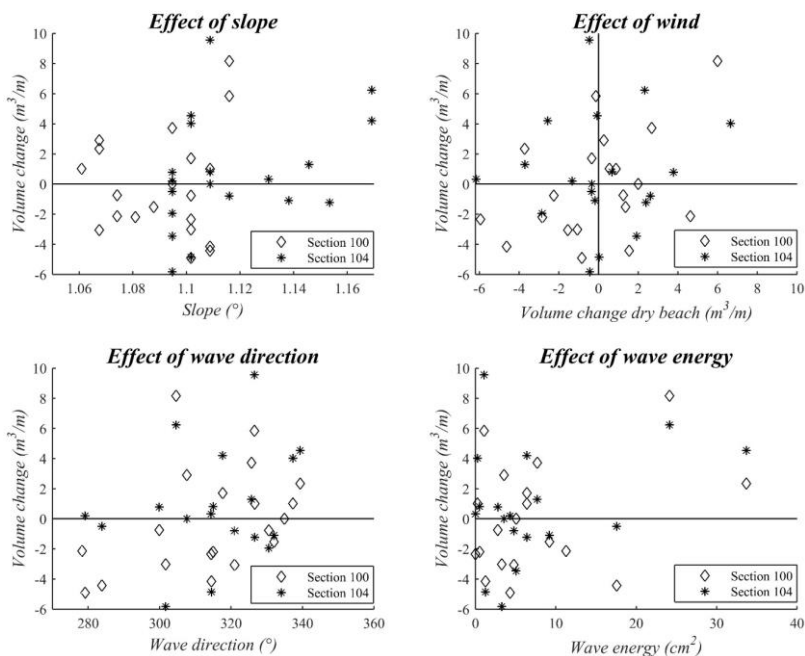 Effect of slope
Volume change (m³/m)
10
8
6
4
2
0
-2
-4
-6
1.06 1.08 1.1 1.12 1.14 1.16
Slope (°)
Section 100
Section 104
Effect of wind
Volume change (m³/m)
10
8
6
4
2
0
-2
-4
-6
-6 -4 -2 0 2 4 6 8 10
Volume change dry beach (m³/m)
Section 100
Section 104
Effect of wave direction
Volume change (m³/m)
10
8
6
4
2
0
-2
-4
-6
280 300 320 340 360
Wave direction (°)
Section 100
Section 104
Effect of wave energy
Volume change (m³/m)
10
8
6
4
2
0
-2
-4
-6
0 10 20 30 40
Wave energy (cm²)
Section 100
Section 104